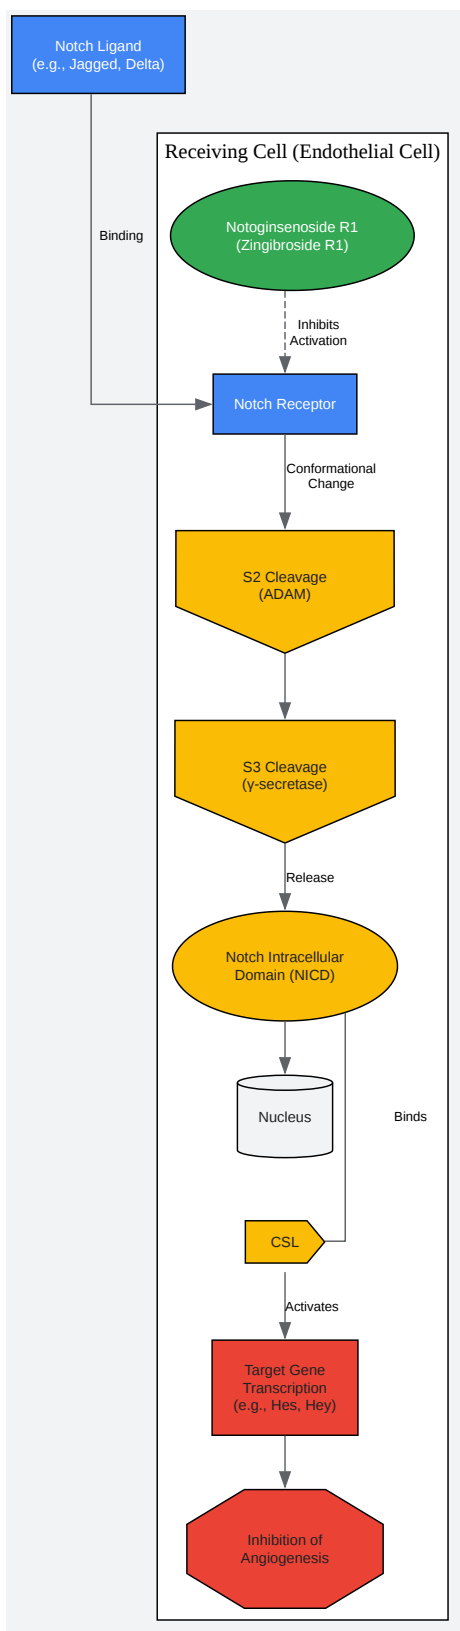 Notch Ligand
(e.g., Jagged, Delta)
Receiving Cell (Endothelial Cell)
Notoginsenoside R1
(Zingibroside R1)
Binding
Inhibits
Activation
Notch Receptor
Conformational
Change
S2 Cleavage
(ADAM)
S3 Cleavage
(γ-secretase)
Release
Notch Intracellular
Domain (NICD)
Nucleus
Binds
CSL
Activates
Target Gene
Transcription
(e.g., Hes, Hey)
Inhibition of
Angiogenesis